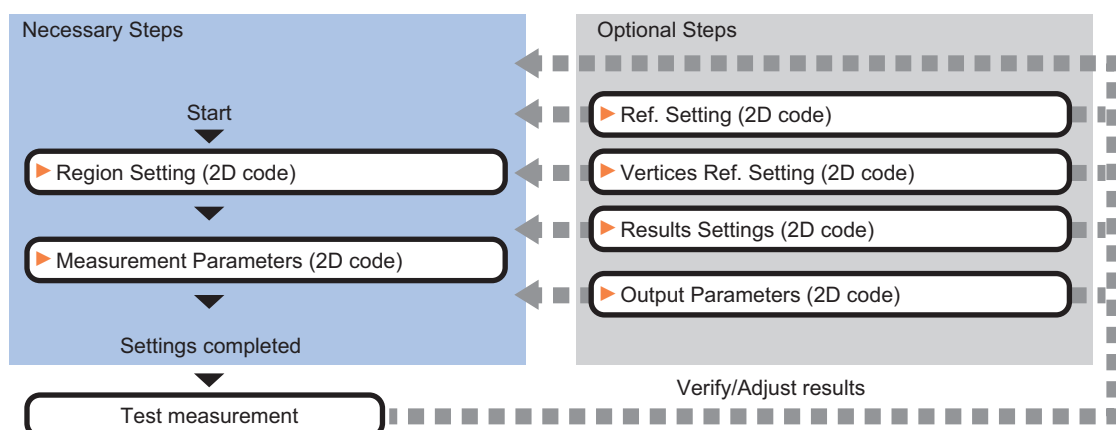 Necessary Steps
Start
Region Setting (2D code)
Measurement Parameters (2D code)
Settings completed
Test measurement
Optional Steps
Ref. Setting (2D code)
Vertices Ref. Setting (2D code)
Results Settings (2D code)
Output Parameters (2D code)
Verify/Adjust results